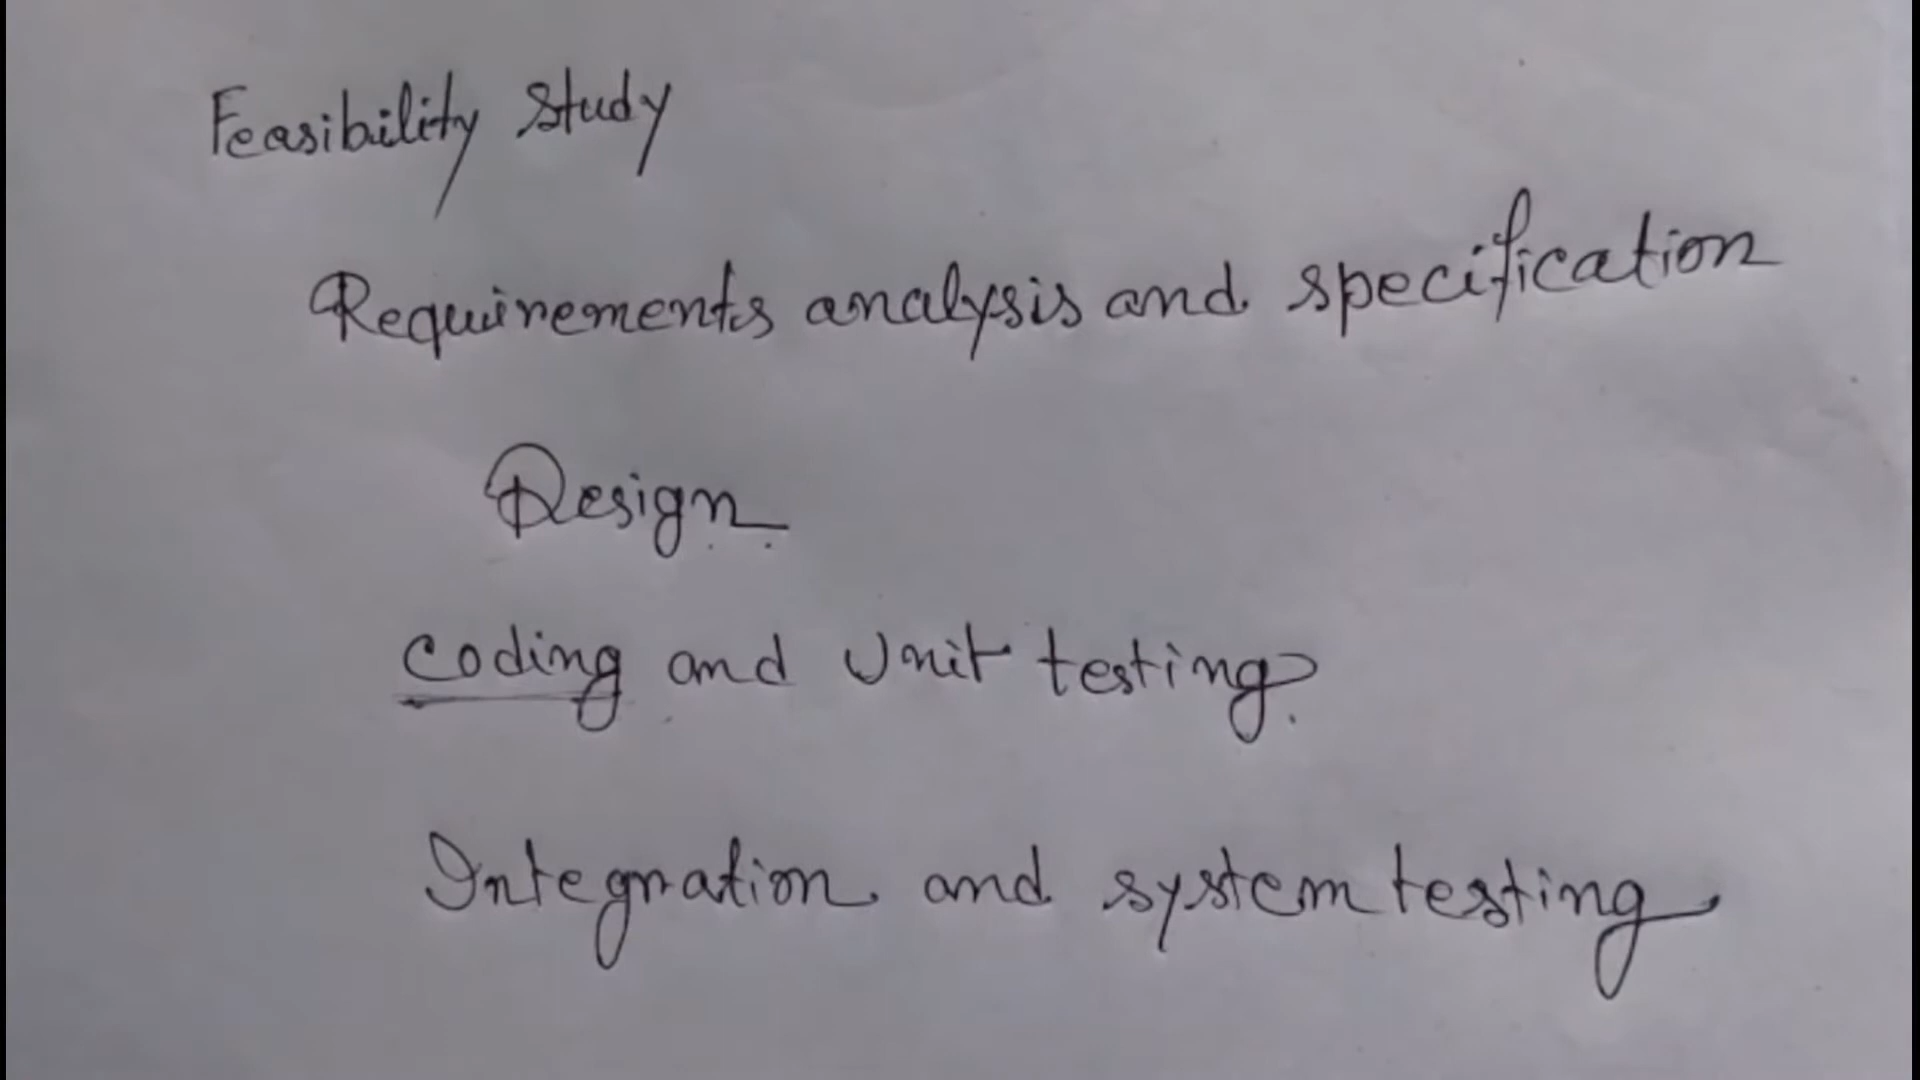 Feasibility study
Requirements analysis and specification
Design
Coding and Unit testing
Integration and system testing